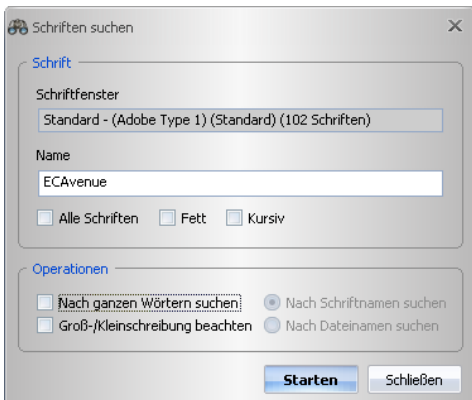 Schriften suchen
Schrift
Schriftfenster
Standard - (Adobe Type 1) (Standard) (102 Schriften)
Name
ECAvenue
Alle Schriften Fett Kursiv
Operationen
Nach ganzen Wörtern suchen Nach Schriftnamen suchen
Groß-/Kleinschreibung beachten Nach Dateinamen suchen
Starten Schließen